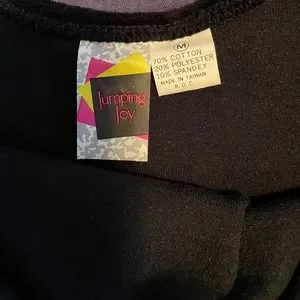 Jumping
Joy
M
70% COTTON
20% POLYESTER
10% SPANDEX
MADE IN TAIWAN
R.O.C.